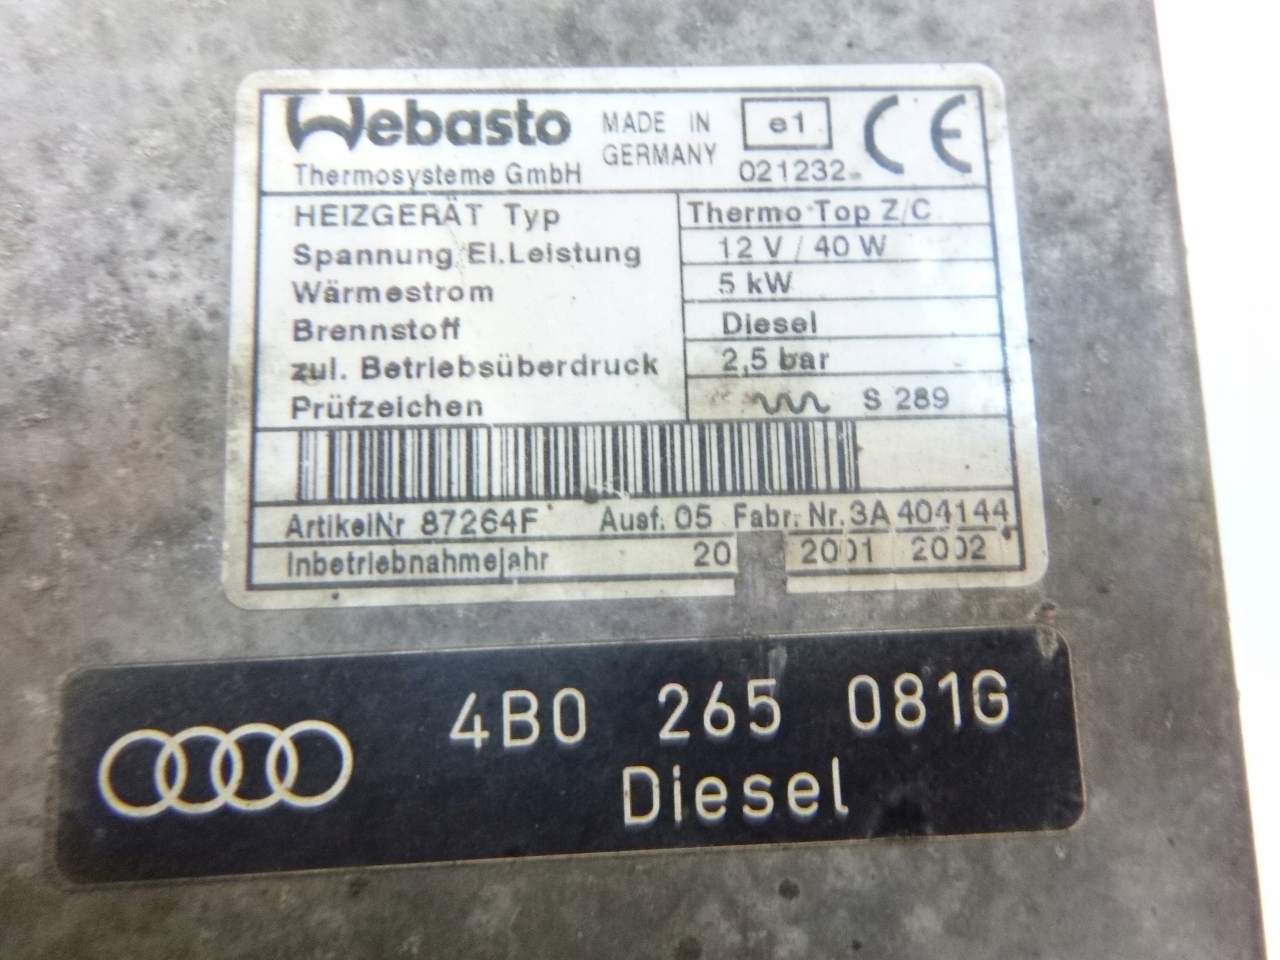 Webasto MADE IN GERMANY e1 CE
Thermosysteme GmbH 021232
HEIZGERÄT Typ Thermo Top Z/C
Spannung/El.Leistung 12 V / 40 W
Wärmestrom 5 kW
Brennstoff Diesel
zul. Betriebsüberdruck 2,5 bar
Prüfzeichen S 289
ArtikelNr 87264F Ausf. 05 Fabr. Nr. 3A 404144
Inbetriebnahmejahr 20 2001 2002
4B0 265 081G
Diesel